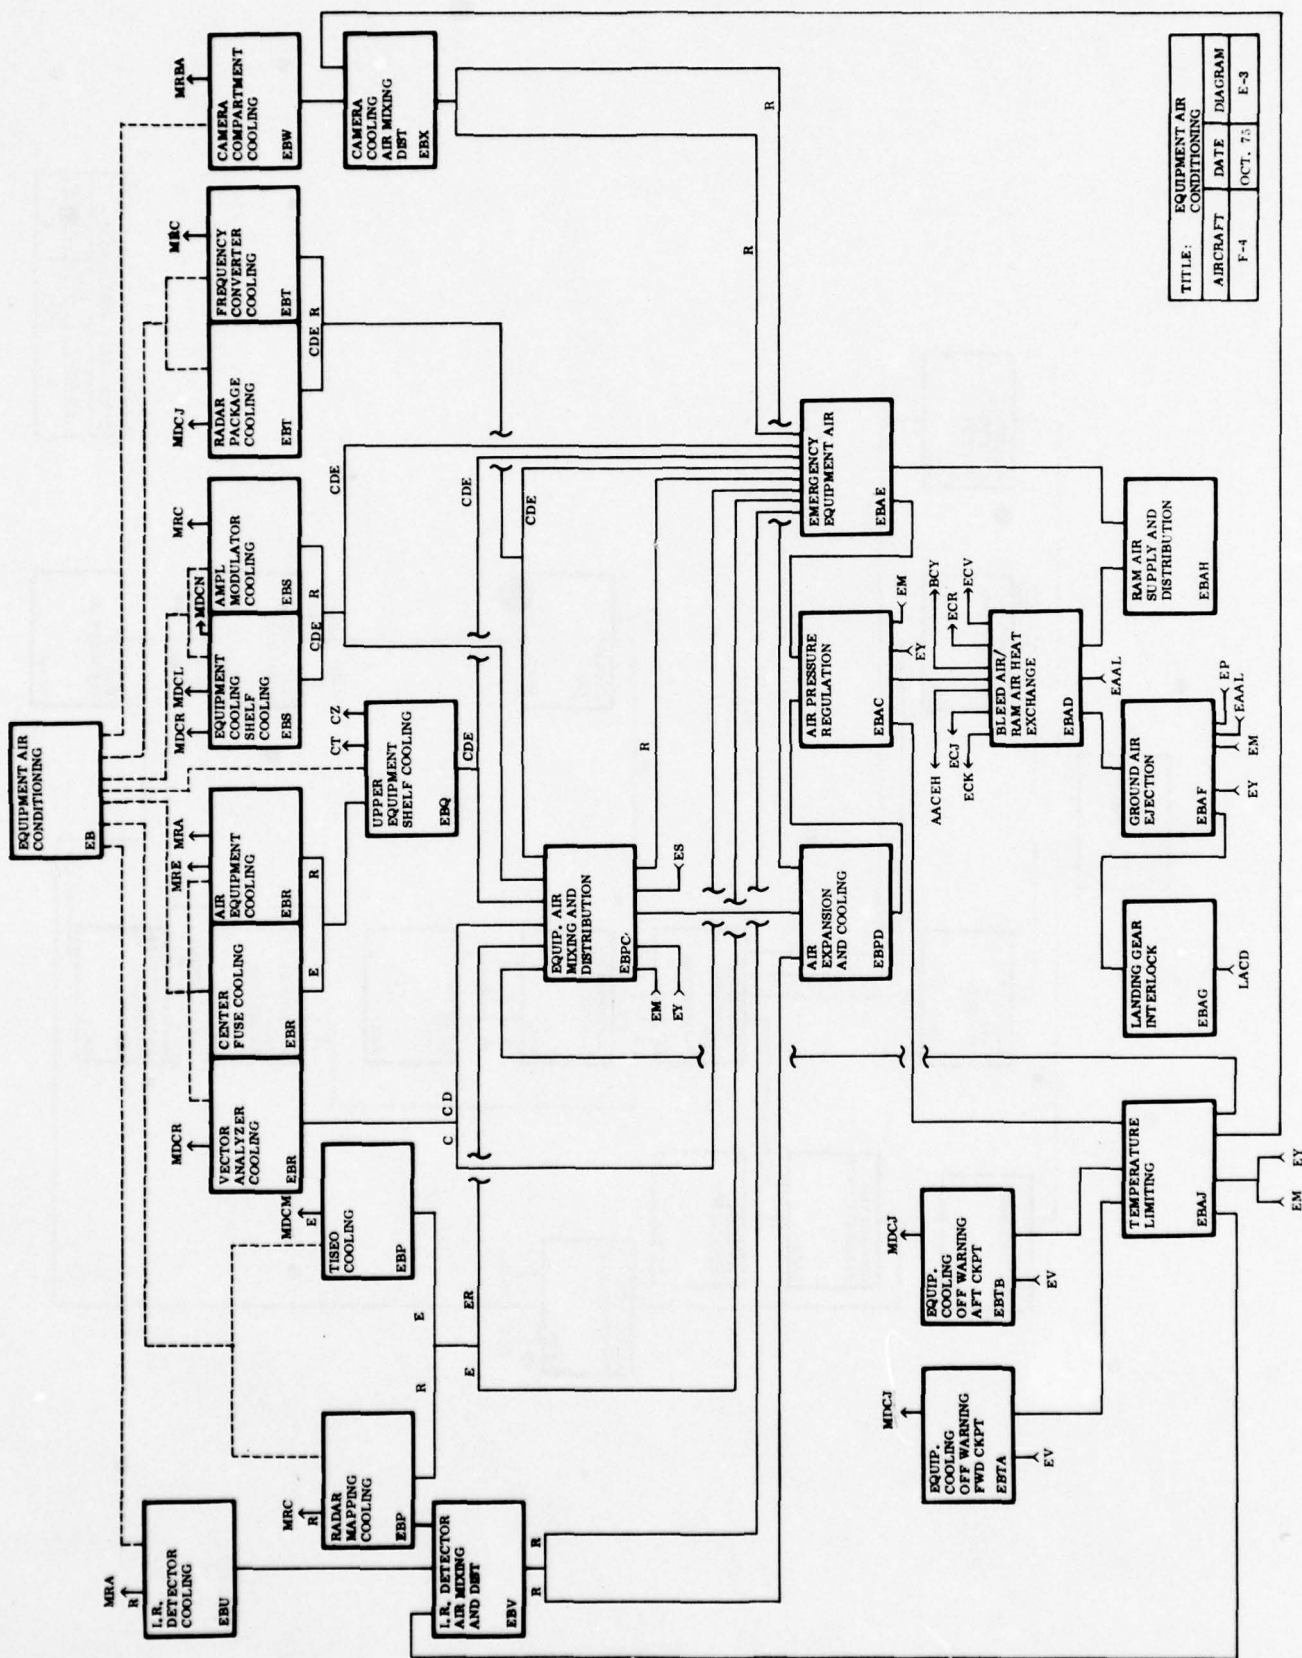 EQUIPMENT AIR
CONDITIONING
EB
MRA
R
I.R.
DETECTOR
COOLING
EBU
MRC
R
RADAR
MAPPING
COOLING
EBP
I.R. DETECTOR
AIR MIXING
AND DIST
EBV
R
R
MDCM
E
TISEO
COOLING
EBP
R
E
E
ER
MDCR
VECTOR
ANALYZER
COOLING
EBR
CENTER
FUSE COOLING
EBR
MRE
MRA
AIR
EQUIPMENT
COOLING
EBR
E
R
C
C D
CT
CZ
UPPER
EQUIPMENT
SHELF COOLING
EBQ
CDE
MDCR
MDCL
MDCN
EQUIPMENT
COOLING
SHELF
COOLING
EBS
MRC
AMPL
MODULATOR
COOLING
EBS
CDE
R
MDCJ
RADAR
PACKAGE
COOLING
EBT
MRC
FREQUENCY
CONVERTER
COOLING
EBT
CDE
R
MRBA
CAMERA
COMPARTMENT
COOLING
EBW
CAMERA
COOLING
AIR MIXING
DIST
EBX
R
R
CDE
CDE
CDE
R
EQUIP. AIR
MIXING AND
DISTRIBUTION
EBPC
EM
EY
ES
AIR
EXPANSION
AND COOLING
EBPD
AIR PRESSURE
REGULATION
EBAC
EY
EM
EMERGENCY
EQUIPMENT AIR
EBAE
AACEH
ECJ
ECK
BCY
ECR
ECV
BLEED AIR/
RAM AIR HEAT
EXCHANGE
EBAD
EAAL
MDCJ
EQUIP.
COOLING
OFF WARNING
FWD CKPT
EBTA
EV
MDCJ
EQUIP.
COOLING
OFF WARNING
AFT CKPT
EBTB
EV
TEMPERATURE
LIMITING
EBAJ
EM
EY
LANDING GEAR
INTERLOCK
EBAG
LACD
GROUND AIR
EJECTION
EBAF
EY
EM
EAAL
EP
RAM AIR
SUPPLY AND
DISTRIBUTION
EBAH
TITLE: EQUIPMENT AIR
CONDITIONING
AIRCRAFT DATE DIAGRAM
F-4 OCT. 75 E-3